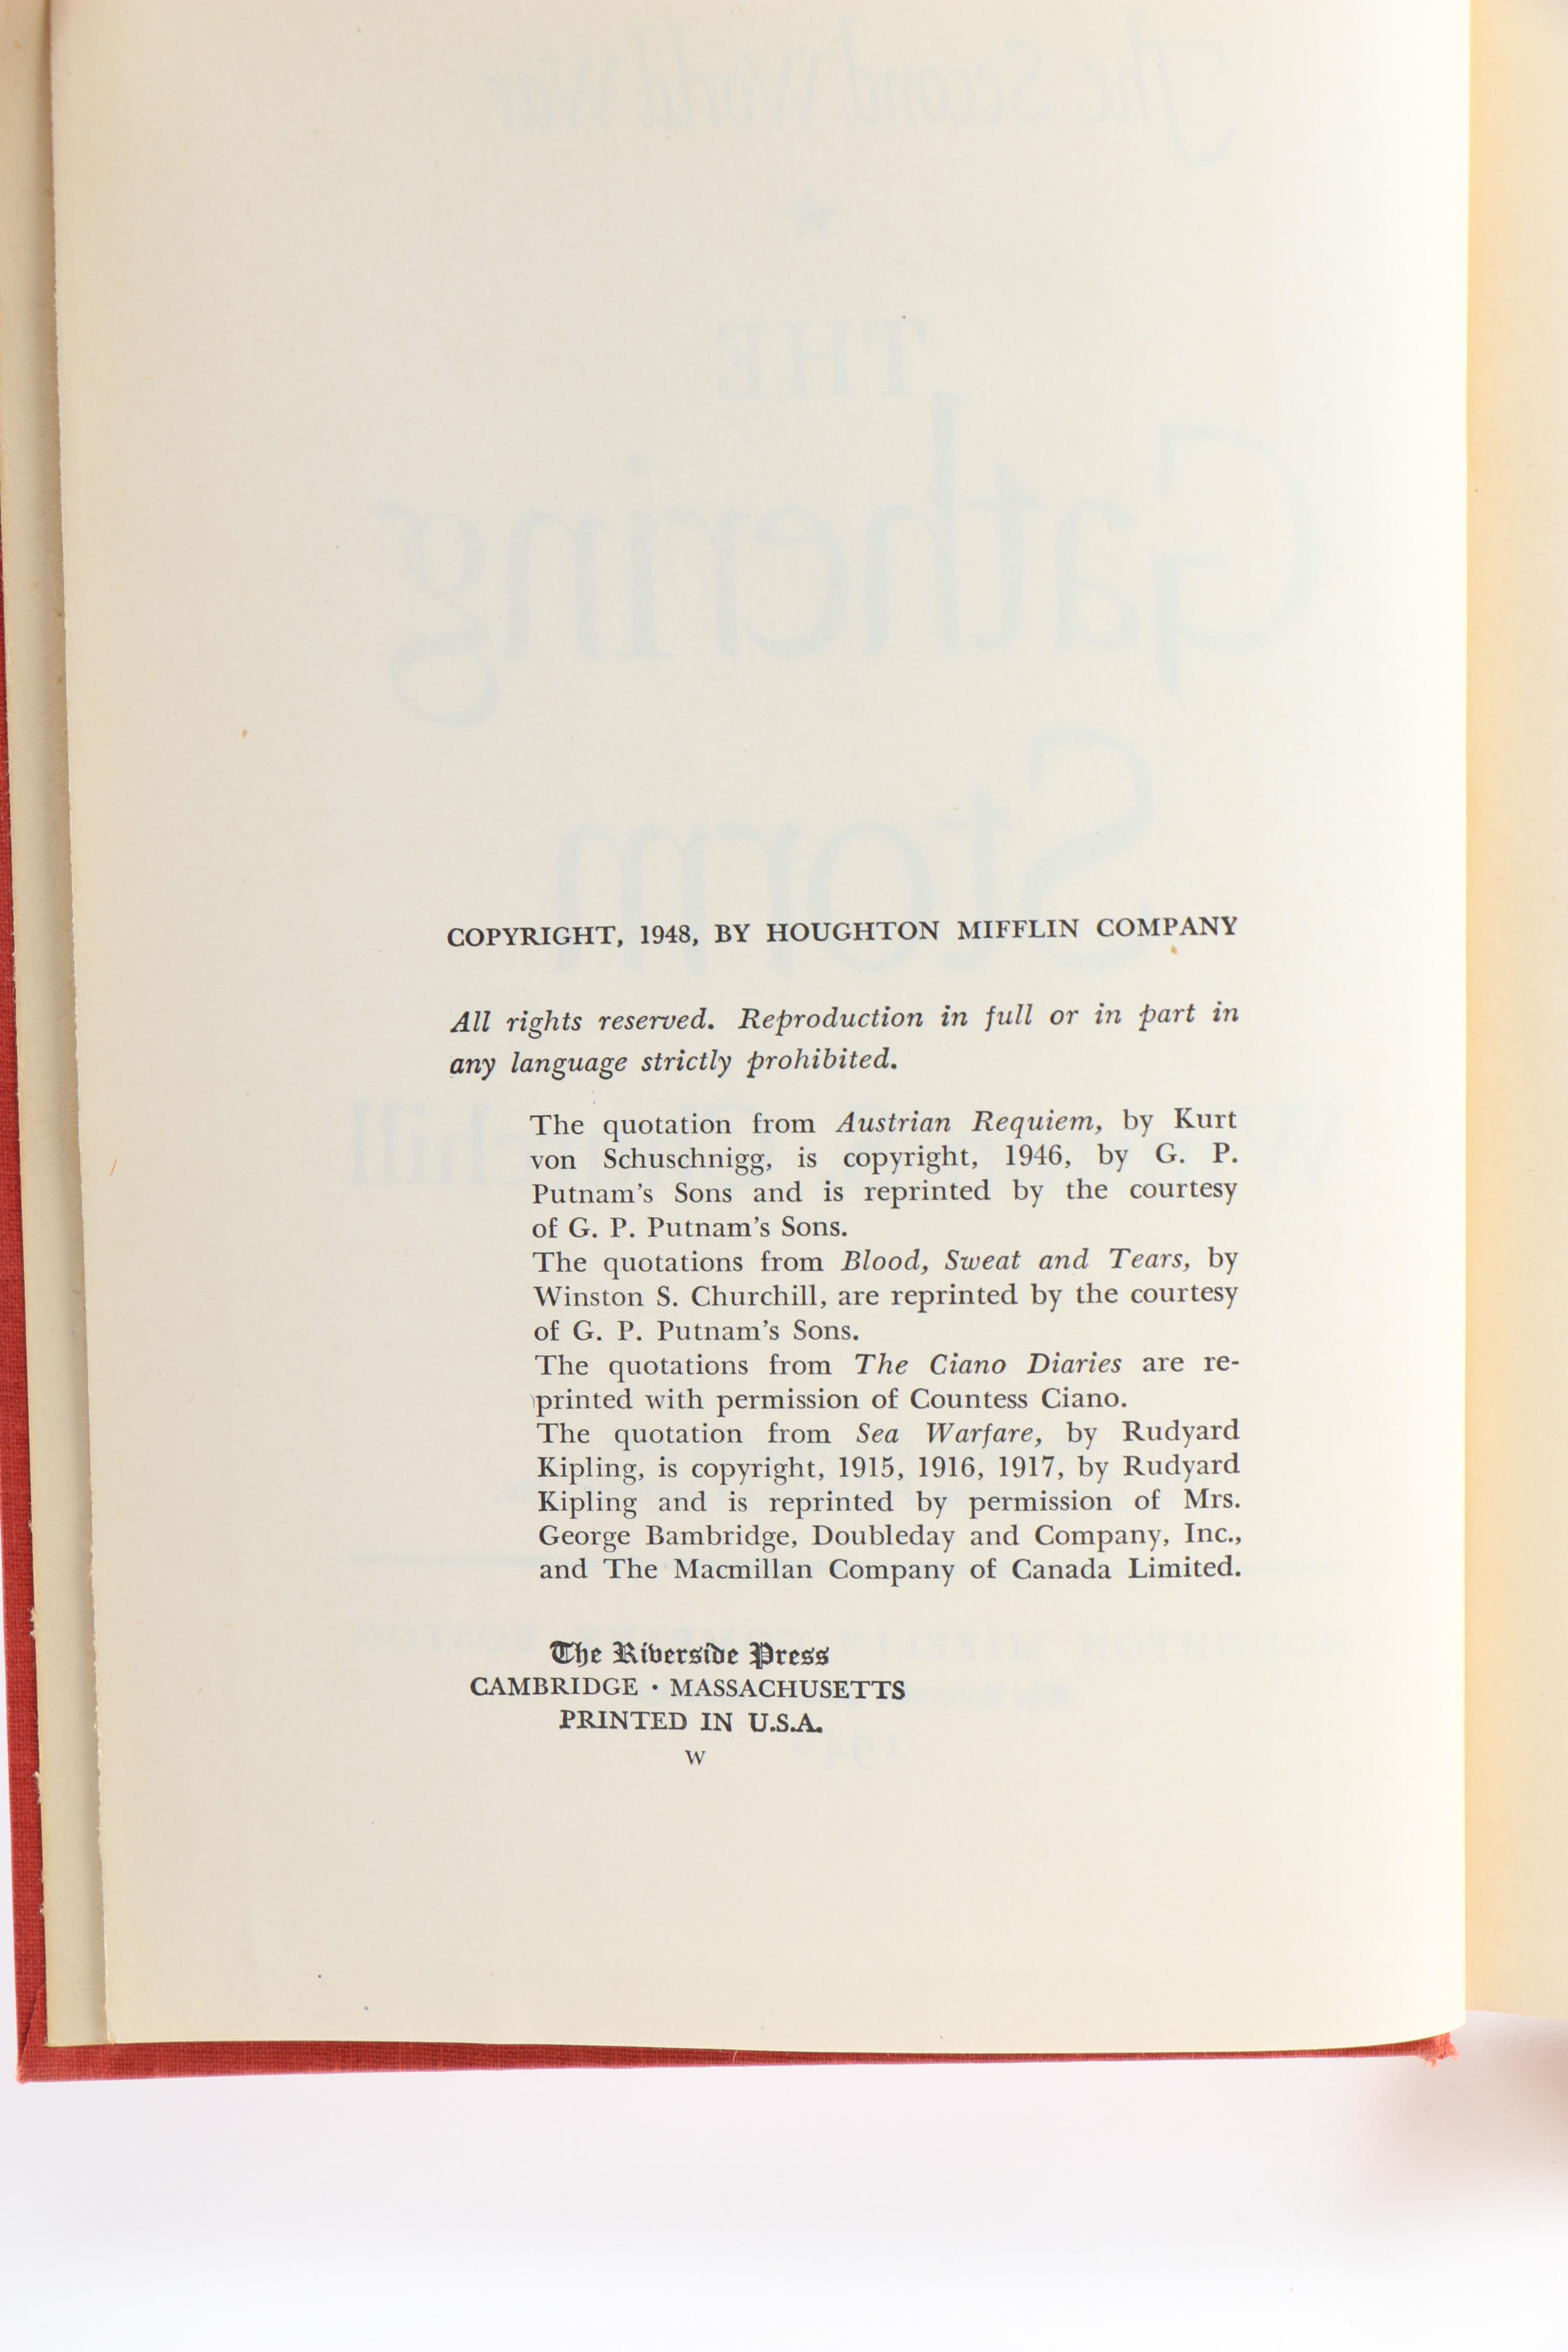 COPYRIGHT, 1948, BY HOUGHTON MIFFLIN COMPANY
All rights reserved. Reproduction in full or in part in
any language strictly prohibited.
The quotation from Austrian Requiem, by Kurt
von Schuschnigg, is copyright, 1946, by G. P.
Putnam's Sons and is reprinted by the courtesy
of G. P. Putnam's Sons.
The quotations from Blood, Sweat and Tears, by
Winston S. Churchill, are reprinted by the courtesy
of G. P. Putnam's Sons.
The quotations from The Ciano Diaries are re-
printed with permission of Countess Ciano.
The quotation from Sea Warfare, by Rudyard
Kipling, is copyright, 1915, 1916, 1917, by Rudyard
Kipling and is reprinted by permission of Mrs.
George Bambridge, Doubleday and Company, Inc.,
and The Macmillan Company of Canada Limited.
The Riverside Press
CAMBRIDGE · MASSACHUSETTS
PRINTED IN U.S.A.
W